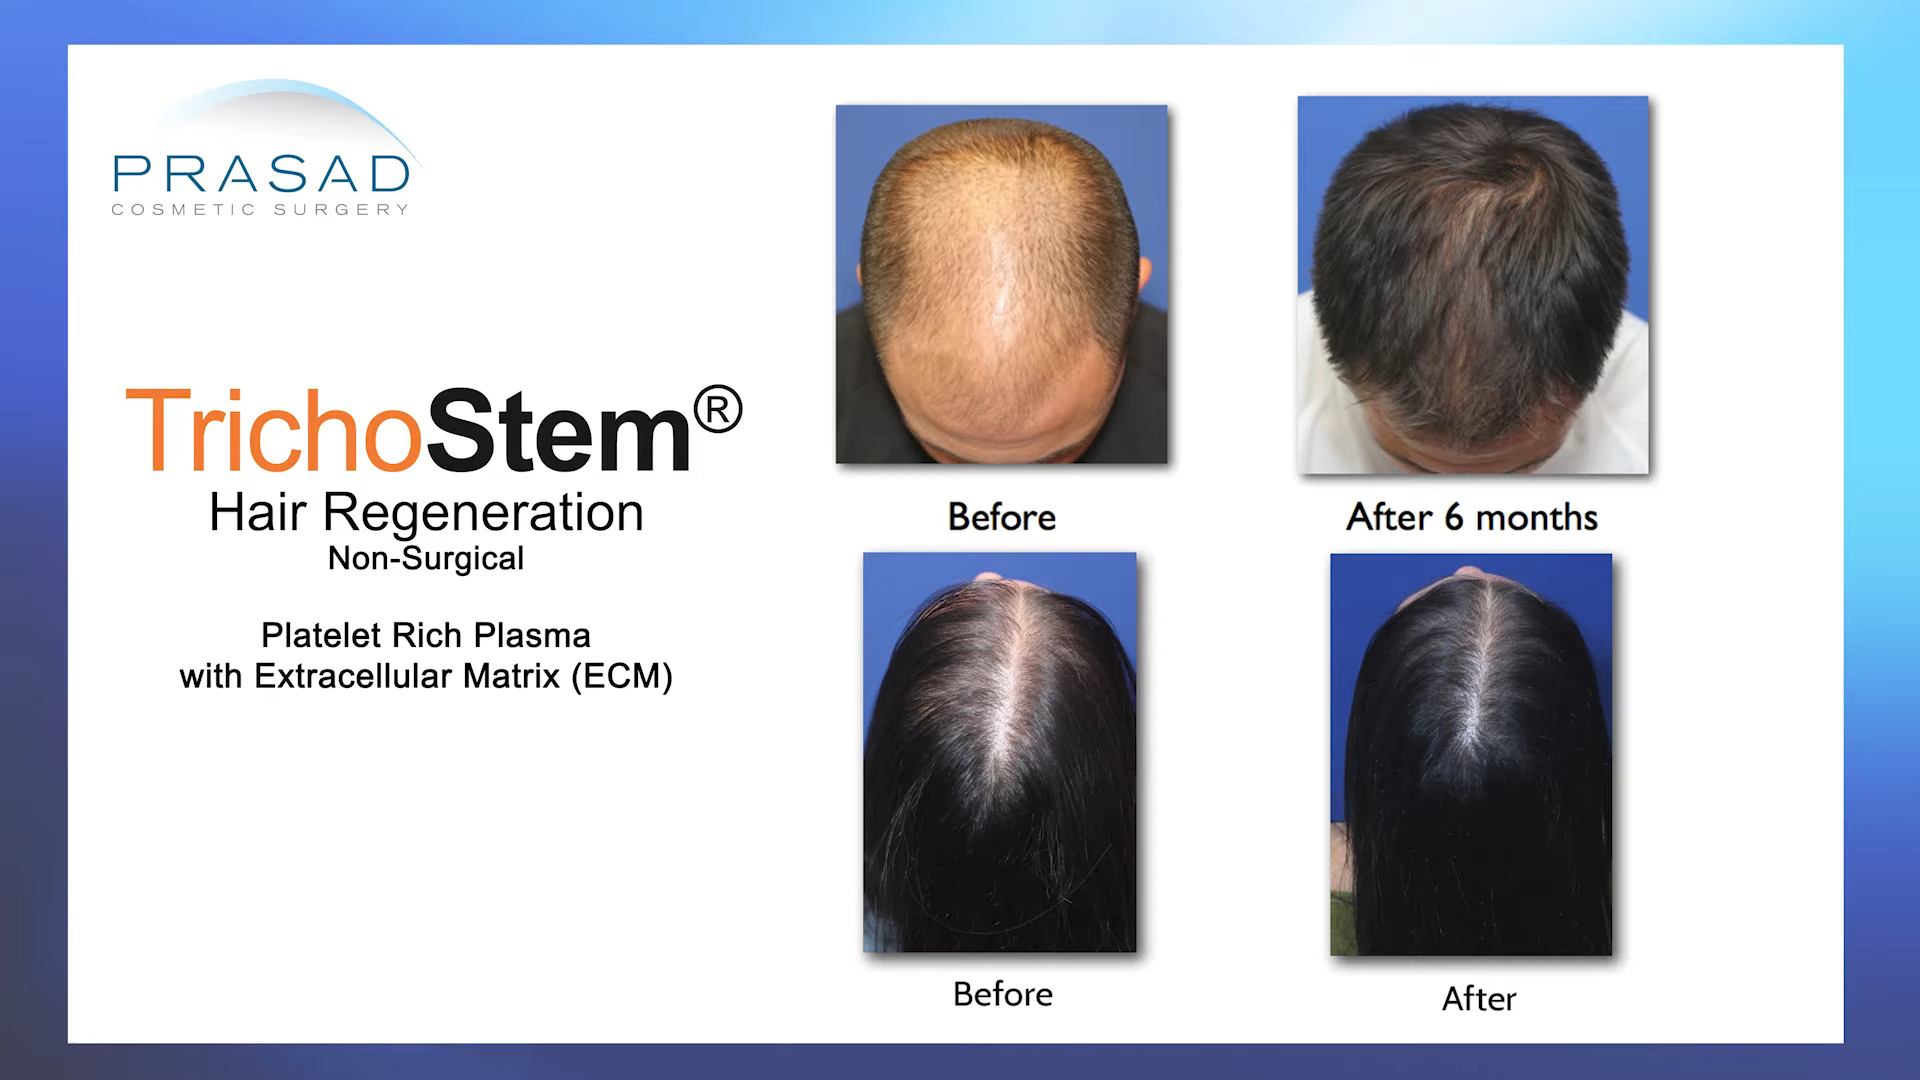 PRASAD
COSMETIC SURGERY
TrichoStem®
Hair Regeneration
Non-Surgical
Platelet Rich Plasma
with Extracellular Matrix (ECM)
Before
After 6 months
Before
After